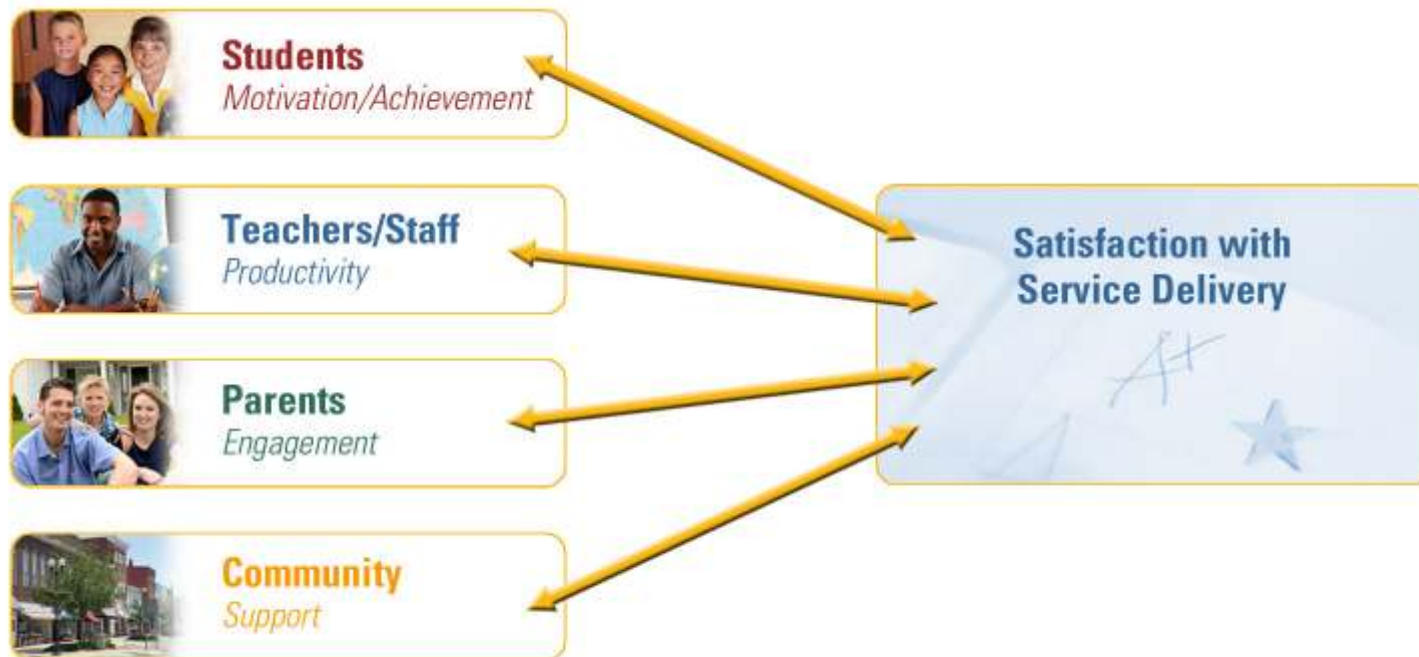 Students
Motivation/Achievement
Teachers/Staff
Productivity
Parents
Engagement
Community
Support
Satisfaction with
Service Delivery
A+